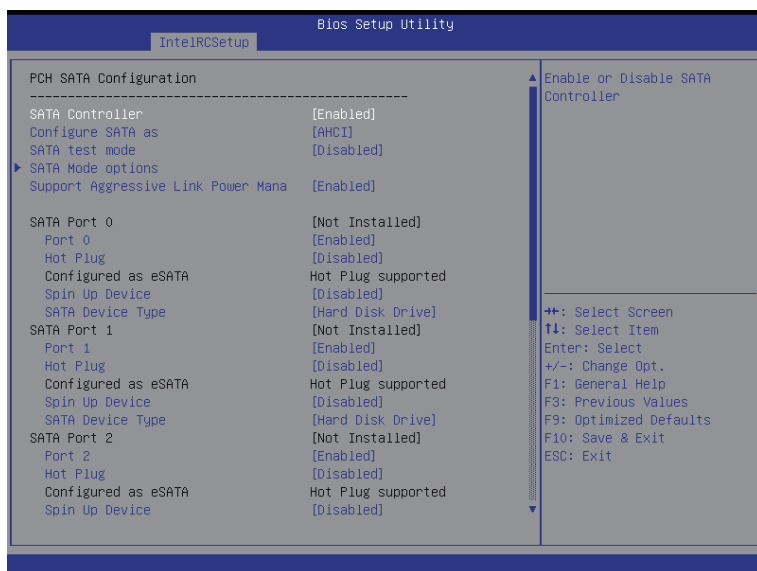 Bios Setup Utility
IntelRCSetup
PCH SATA Configuration
--------------------------------------------------
SATA Controller [Enabled]
Configure SATA as [AHCI]
SATA test mode [Disabled]
SATA Mode options
Support Aggressive Link Power Mana [Enabled]
SATA Port 0 [Not Installed]
Port 0 [Enabled]
Hot Plug [Disabled]
Configured as eSATA Hot Plug supported
Spin Up Device [Disabled]
SATA Device Type [Hard Disk Drive]
SATA Port 1 [Not Installed]
Port 1 [Enabled]
Hot Plug [Disabled]
Configured as eSATA Hot Plug supported
Spin Up Device [Disabled]
SATA Device Type [Hard Disk Drive]
SATA Port 2 [Not Installed]
Port 2 [Enabled]
Hot Plug [Disabled]
Configured as eSATA Hot Plug supported
Spin Up Device [Disabled]
Enable or Disable SATA
Controller
→←: Select Screen
↑↓: Select Item
Enter: Select
+/-: Change Opt.
F1: General Help
F3: Previous Values
F9: Optimized Defaults
F10: Save & Exit
ESC: Exit